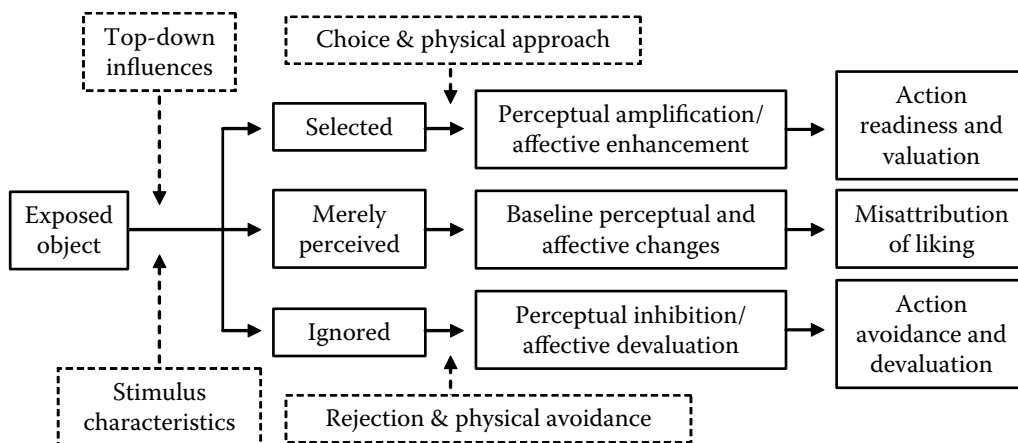 Top-down
influences
Choice & physical approach
Selected
Perceptual amplification/
affective enhancement
Action
readiness and
valuation
Exposed
object
Merely
perceived
Baseline perceptual and
affective changes
Misattribution
of liking
Ignored
Perceptual inhibition/
affective devaluation
Action
avoidance and
devaluation
Stimulus
characteristics
Rejection & physical avoidance